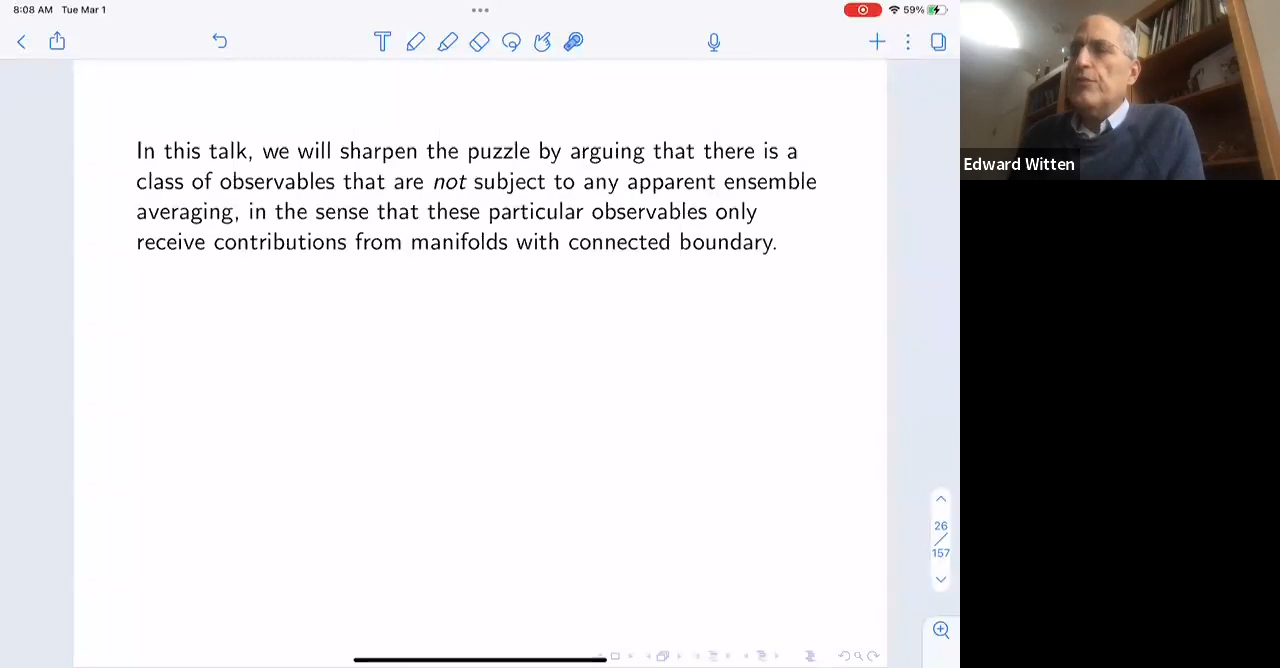 8:08 AM Tue Mar 1
59%
In this talk, we will sharpen the puzzle by arguing that there is a
class of observables that are not subject to any apparent ensemble
averaging, in the sense that these particular observables only
receive contributions from manifolds with connected boundary.
26
157
Edward Witten